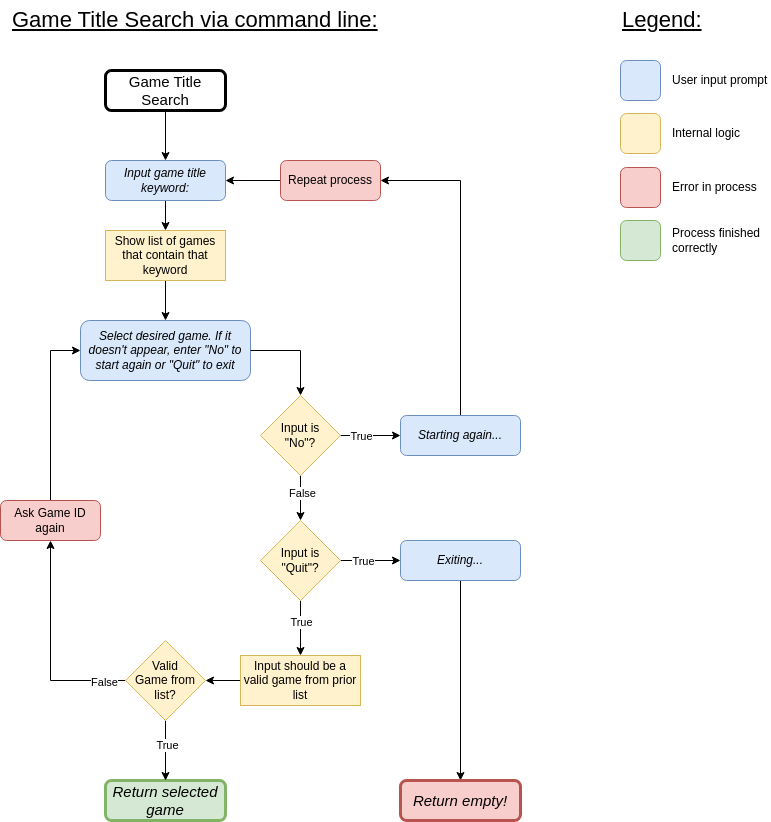 Game Title Search via command line:
Legend:
Game Title
Search
User input prompt
Internal logic
Input game title
keyword:
Repeat process
Error in process
Show list of games
that contain that
keyword
Process finished
correctly
Select desired game. If it
doesn't appear, enter "No" to
start again or "Quit" to exit
Input is
"No"?
True
Starting again...
False
Ask Game ID
again
Input is
"Quit"?
True
Exiting...
True
Input should be a
valid game from prior
list
Valid
Game from
list?
False
True
Return selected
game
Return empty!